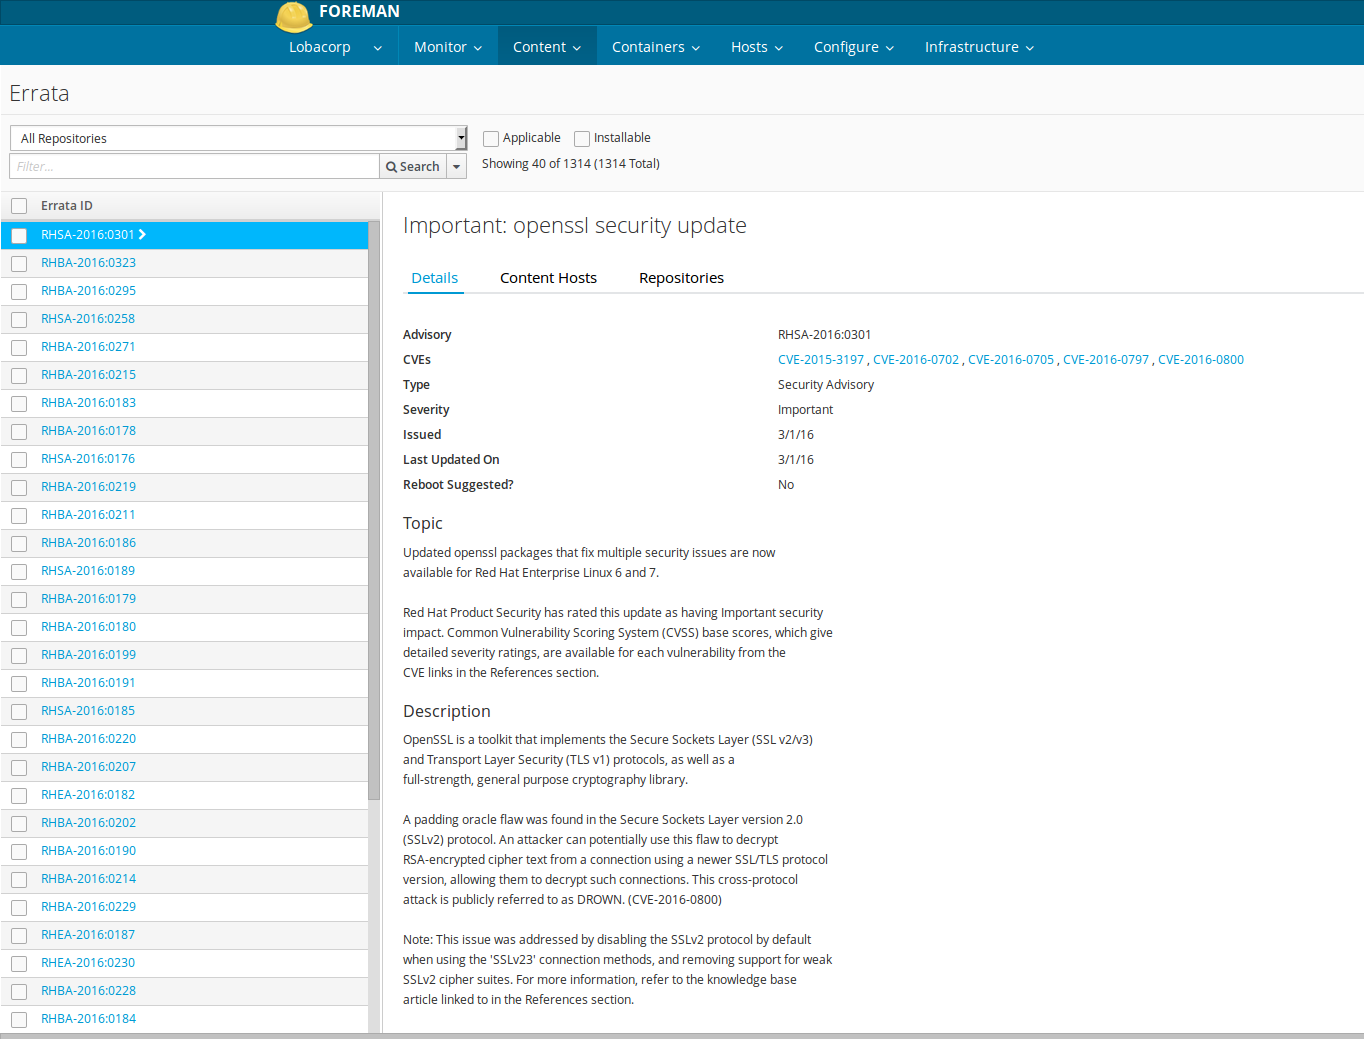 FOREMAN
Lobacorp Monitor Content Containers Hosts Configure Infrastructure
Errata
All Repositories Applicable Installable
Filter... Search Showing 40 of 1314 (1314 Total)
Errata ID
RHSA-2016:0301
RHBA-2016:0323
RHBA-2016:0295
RHSA-2016:0258
RHBA-2016:0271
RHBA-2016:0215
RHBA-2016:0183
RHBA-2016:0178
RHSA-2016:0176
RHBA-2016:0219
RHBA-2016:0211
RHBA-2016:0186
RHSA-2016:0189
RHBA-2016:0179
RHBA-2016:0180
RHBA-2016:0199
RHBA-2016:0191
RHSA-2016:0185
RHBA-2016:0220
RHBA-2016:0207
RHEA-2016:0182
RHBA-2016:0202
RHBA-2016:0190
RHBA-2016:0214
RHBA-2016:0229
RHEA-2016:0187
RHEA-2016:0230
RHBA-2016:0228
RHBA-2016:0184
Important: openssl security update
Details Content Hosts Repositories
Advisory RHSA-2016:0301
CVEs CVE-2015-3197 , CVE-2016-0702 , CVE-2016-0705 , CVE-2016-0797 , CVE-2016-0800
Type Security Advisory
Severity Important
Issued 3/1/16
Last Updated On 3/1/16
Reboot Suggested? No
Topic
Updated openssl packages that fix multiple security issues are now
available for Red Hat Enterprise Linux 6 and 7.
Red Hat Product Security has rated this update as having Important security
impact. Common Vulnerability Scoring System (CVSS) base scores, which give
detailed severity ratings, are available for each vulnerability from the
CVE links in the References section.
Description
OpenSSL is a toolkit that implements the Secure Sockets Layer (SSL v2/v3)
and Transport Layer Security (TLS v1) protocols, as well as a
full-strength, general purpose cryptography library.
A padding oracle flaw was found in the Secure Sockets Layer version 2.0
(SSLv2) protocol. An attacker can potentially use this flaw to decrypt
RSA-encrypted cipher text from a connection using a newer SSL/TLS protocol
version, allowing them to decrypt such connections. This cross-protocol
attack is publicly referred to as DROWN. (CVE-2016-0800)
Note: This issue was addressed by disabling the SSLv2 protocol by default
when using the 'SSLv23' connection methods, and removing support for weak
SSLv2 cipher suites. For more information, refer to the knowledge base
article linked to in the References section.